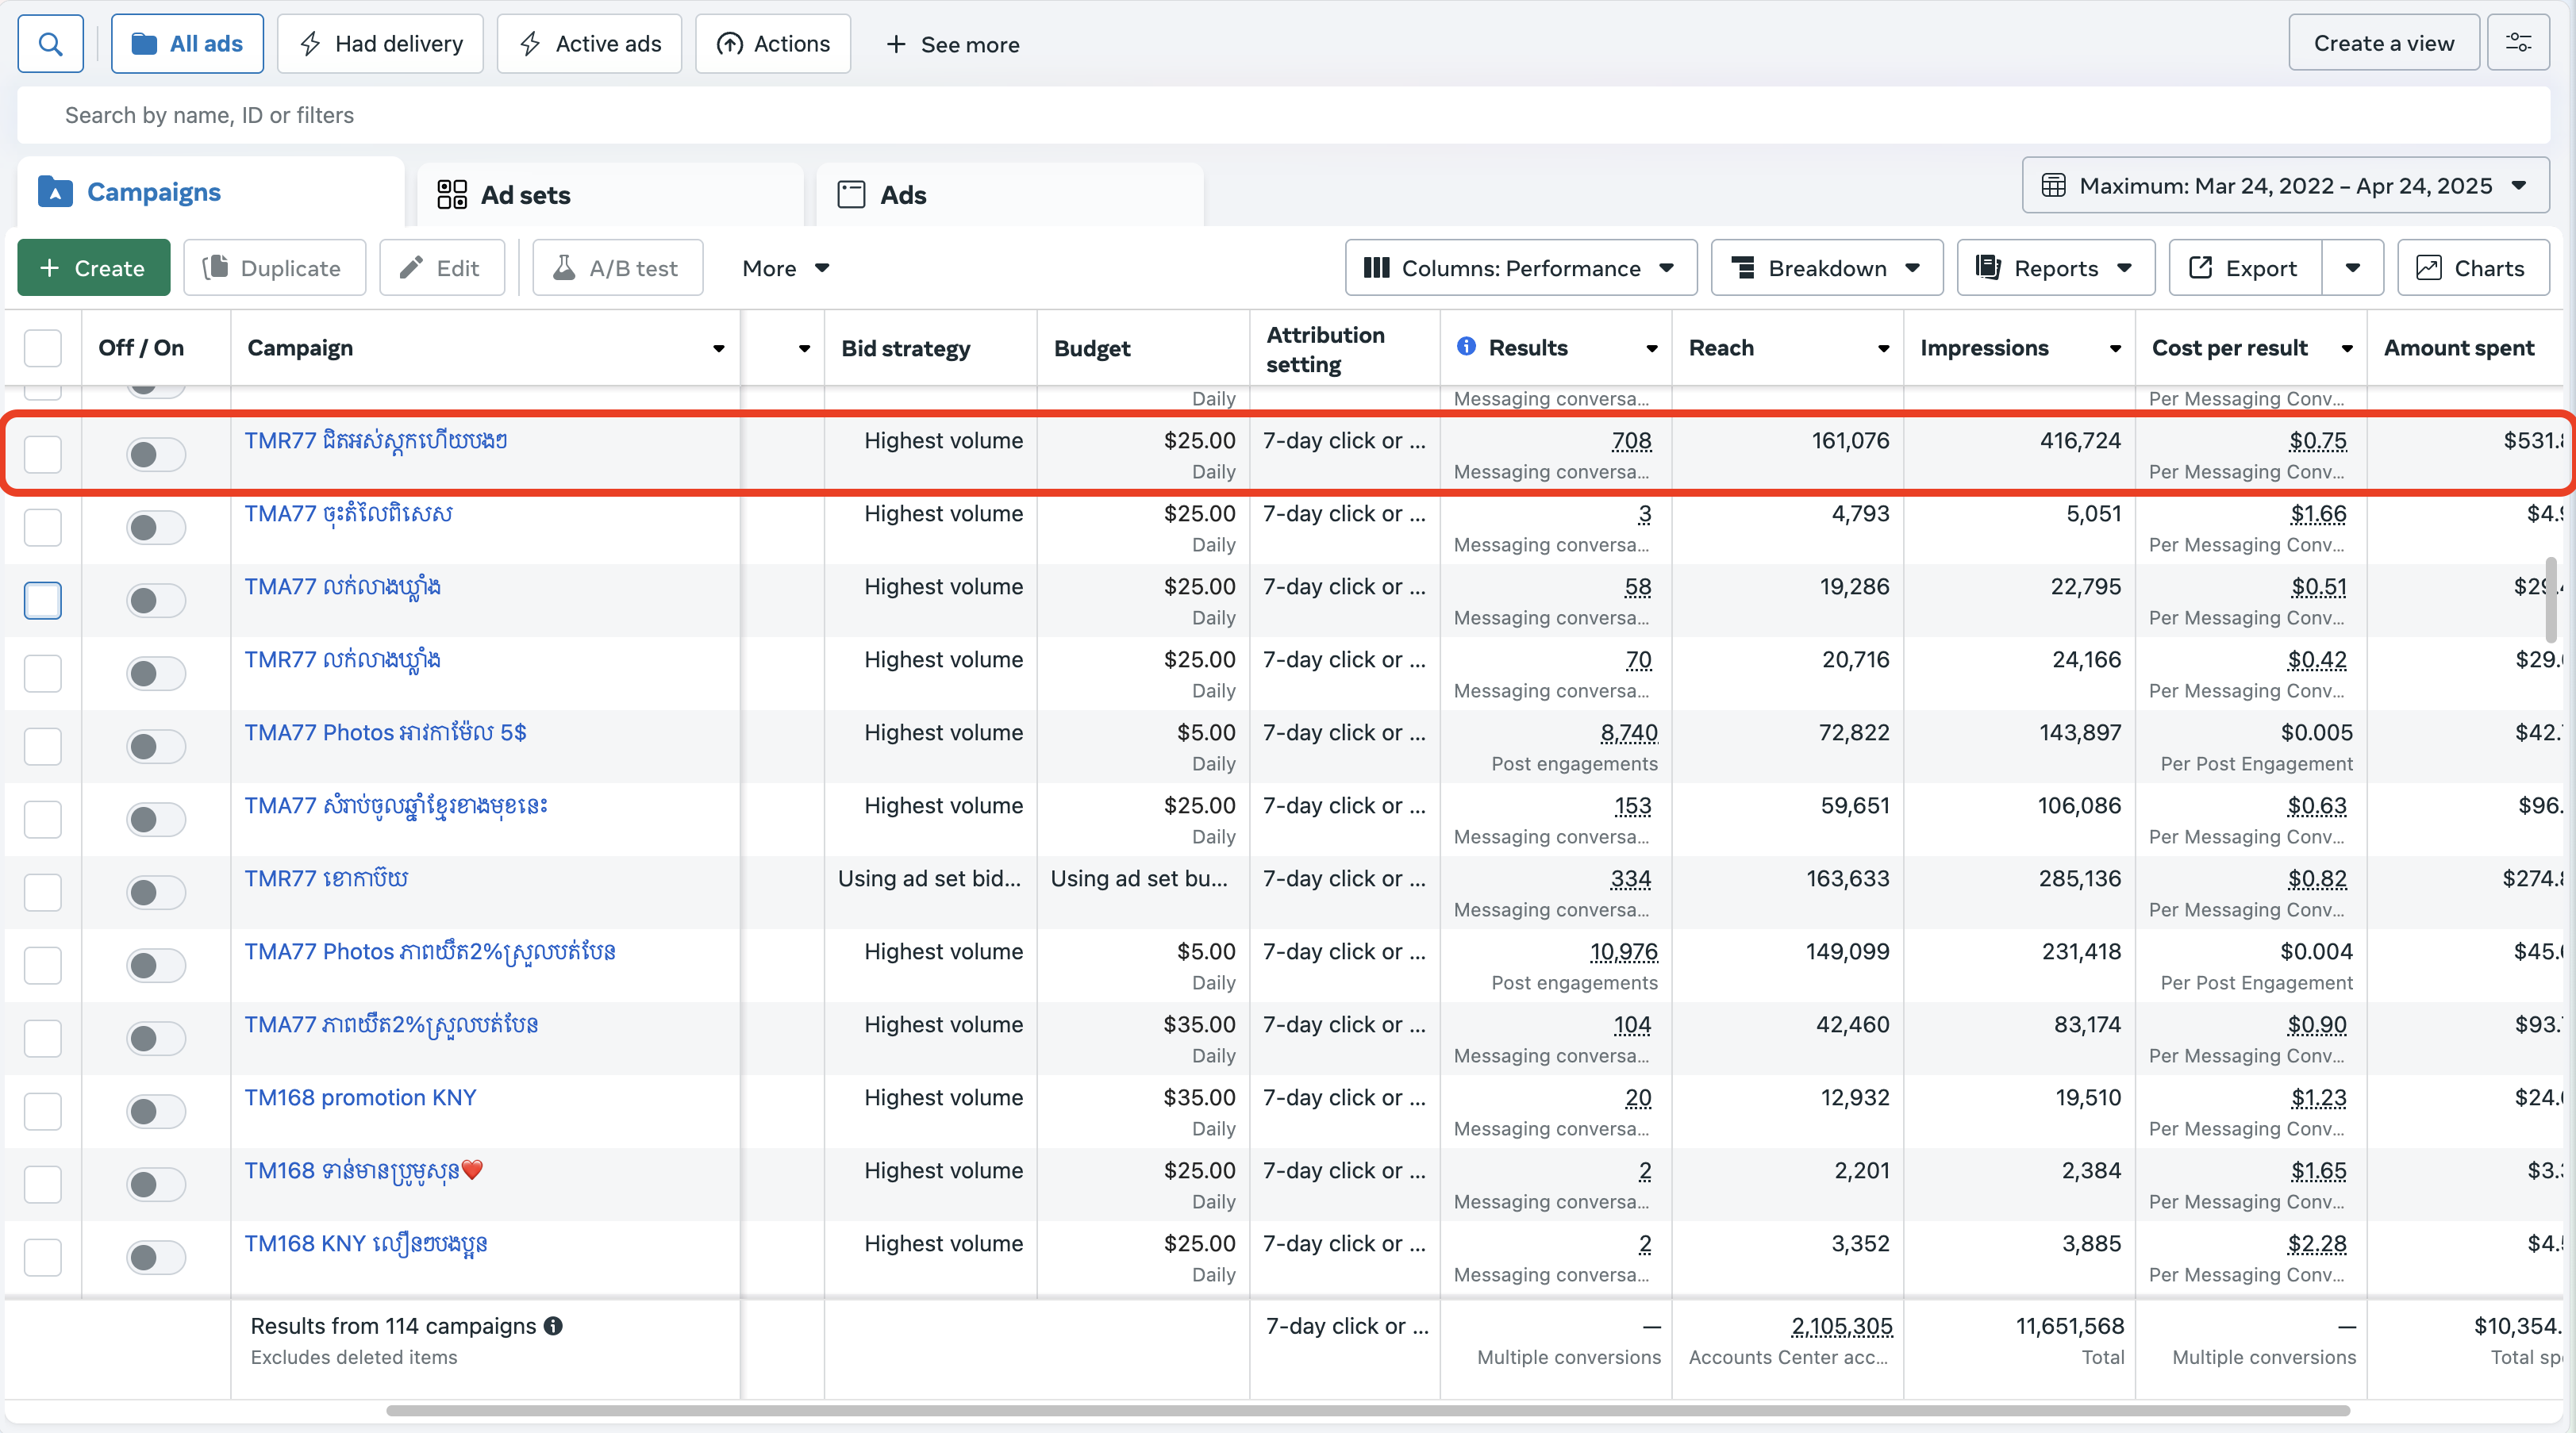 All ads Had delivery Active ads Actions + See more Create a view
Search by name, ID or filters
Campaigns Ad sets Ads Maximum: Mar 24, 2022 – Apr 24, 2025
+ Create Duplicate Edit A/B test More Columns: Performance Breakdown Reports Export Charts
Off / On Campaign Bid strategy Budget Attribution setting Results Reach Impressions Cost per result Amount spent
Daily Messaging conversa... Per Messaging Conv...
TMR77 ជិតអស់ស្តកហើយបងៗ Highest volume $25.00 7-day click or ... 708 161,076 416,724 $0.75 $531.
Daily Messaging conversa... Per Messaging Conv...
TMA77 ចុះតំលៃពិសេស Highest volume $25.00 7-day click or ... 3 4,793 5,051 $1.66 $4.
Daily Messaging conversa... Per Messaging Conv...
TMA77 លក់លាងឃ្លាំង Highest volume $25.00 7-day click or ... 58 19,286 22,795 $0.51 $29.
Daily Messaging conversa... Per Messaging Conv...
TMR77 លក់លាងឃ្លាំង Highest volume $25.00 7-day click or ... 70 20,716 24,166 $0.42 $29.
Daily Messaging conversa... Per Messaging Conv...
TMA77 Photos អាវកាម៉ែល 5$ Highest volume $5.00 7-day click or ... 8,740 72,822 143,897 $0.005 $42.
Daily Post engagements Per Post Engagement
TMA77 សំរាប់ចូលឆ្នាំខ្មែរខាងមុខនេះ Highest volume $25.00 7-day click or ... 153 59,651 106,086 $0.63 $96.
Daily Messaging conversa... Per Messaging Conv...
TMR77 ខោកាប៊យ Using ad set bid... Using ad set bu... 7-day click or ... 334 163,633 285,136 $0.82 $274.
Messaging conversa... Per Messaging Conv...
TMA77 Photos ភាពយឺត2%ស្រួលបត់បែន Highest volume $5.00 7-day click or ... 10,976 149,099 231,418 $0.004 $45.
Daily Post engagements Per Post Engagement
TMA77 ភាពយឺត2%ស្រួលបត់បែន Highest volume $35.00 7-day click or ... 104 42,460 83,174 $0.90 $93.
Daily Messaging conversa... Per Messaging Conv...
TM168 promotion KNY Highest volume $35.00 7-day click or ... 20 12,932 19,510 $1.23 $24.
Daily Messaging conversa... Per Messaging Conv...
TM168 ទាន់មានប្រូមូសុន❤️ Highest volume $25.00 7-day click or ... 2 2,201 2,384 $1.65 $3.
Daily Messaging conversa... Per Messaging Conv...
TM168 KNY លឿនៗបងប្អូន Highest volume $25.00 7-day click or ... 2 3,352 3,885 $2.28 $4.
Daily Messaging conversa... Per Messaging Conv...
Results from 114 campaigns 7-day click or ... — 2,105,305 11,651,568 — $10,354.
Excludes deleted items Multiple conversions Accounts Center acc... Total Multiple conversions Total sp